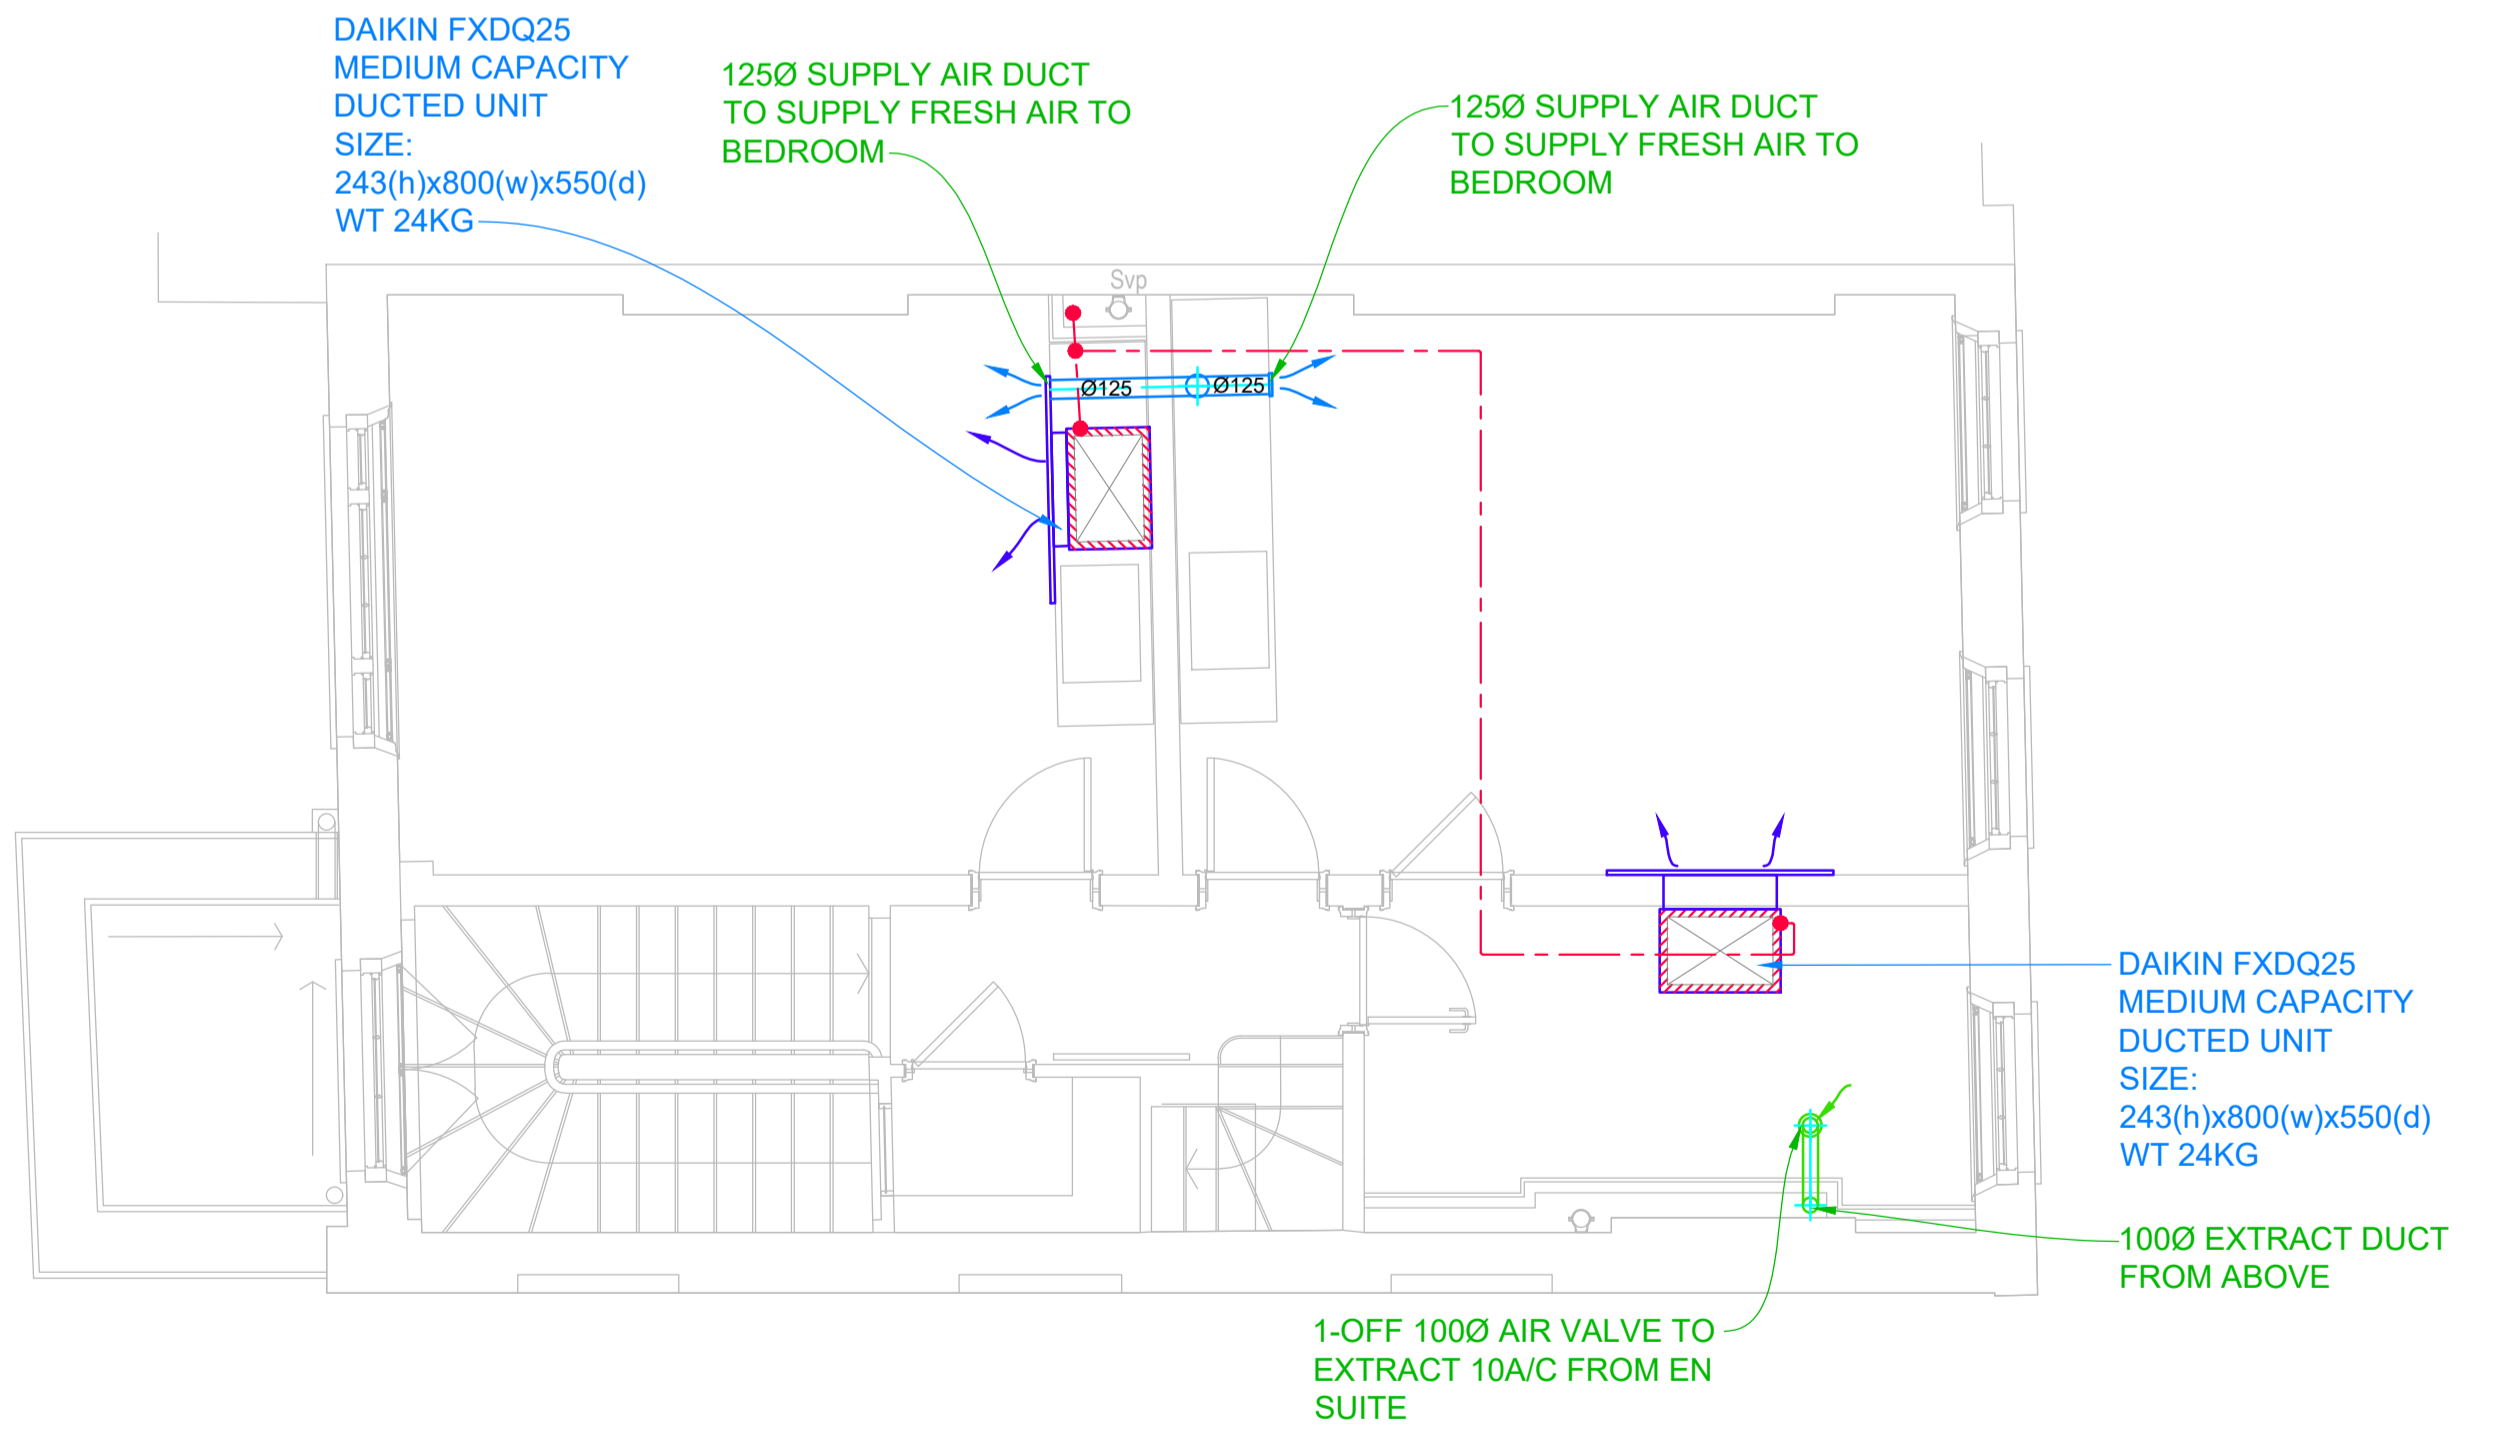 DAIKIN FXDQ25
MEDIUM CAPACITY
DUCTED UNIT
SIZE:
243(h)x800(w)x550(d)
WT 24KG
125Ø SUPPLY AIR DUCT
TO SUPPLY FRESH AIR TO
BEDROOM
125Ø SUPPLY AIR DUCT
TO SUPPLY FRESH AIR TO
BEDROOM
Svp
Ø125
Ø125
DAIKIN FXDQ25
MEDIUM CAPACITY
DUCTED UNIT
SIZE:
243(h)x800(w)x550(d)
WT 24KG
100Ø EXTRACT DUCT
FROM ABOVE
1-OFF 100Ø AIR VALVE TO
EXTRACT 10A/C FROM EN
SUITE